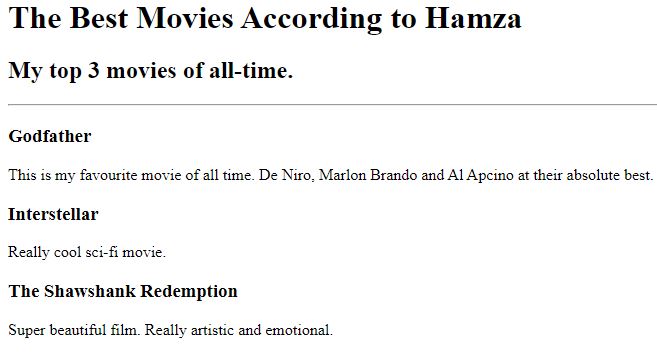 The Best Movies According to Hamza
My top 3 movies of all-time.
Godfather
This is my favourite movie of all time. De Niro, Marlon Brando and Al Apcino at their absolute best.
Interstellar
Really cool sci-fi movie.
The Shawshank Redemption
Super beautiful film. Really artistic and emotional.